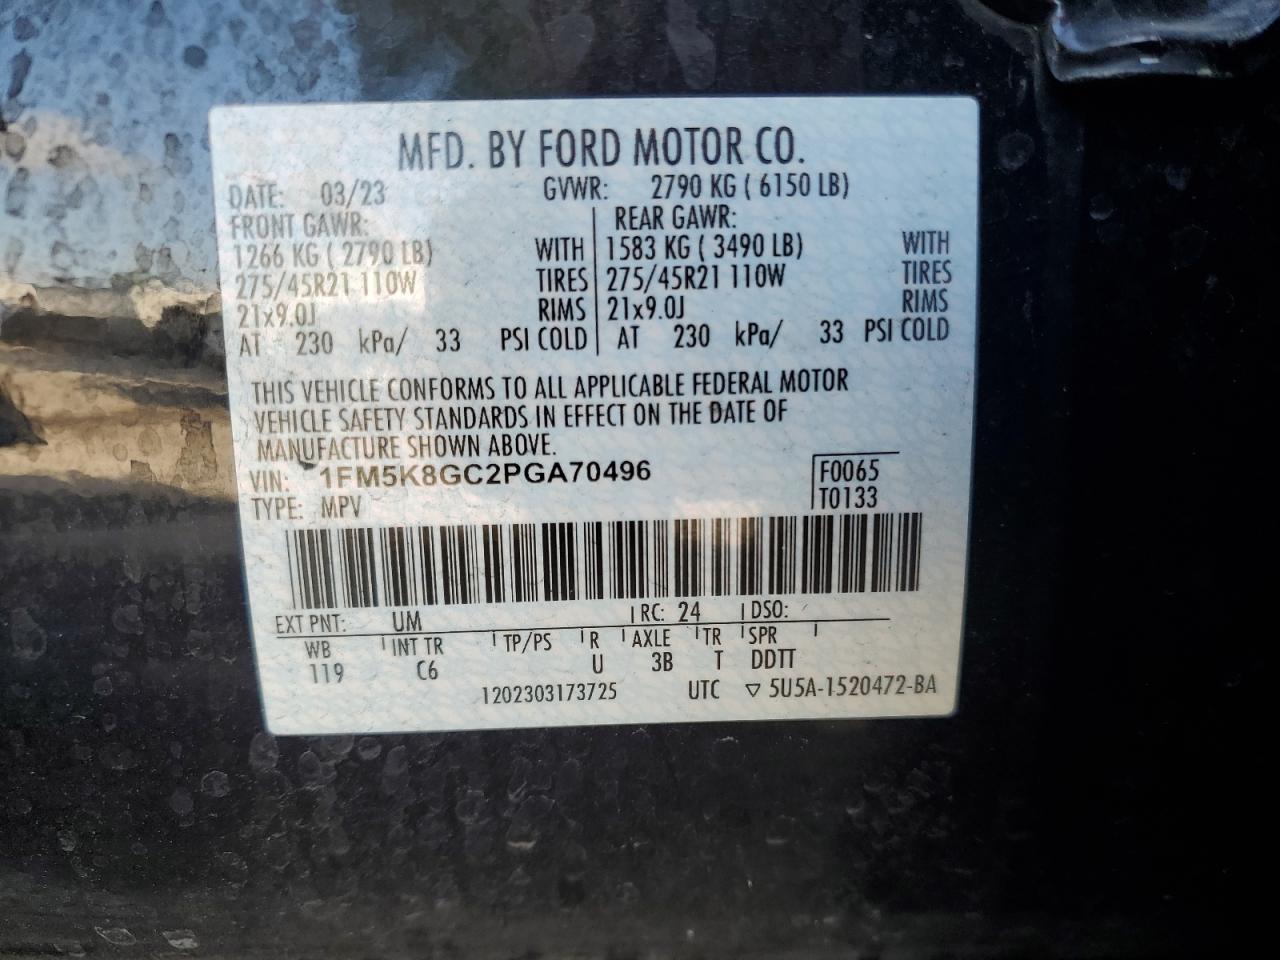 MFD. BY FORD MOTOR CO.
DATE: 03/23 GVWR: 2790 KG ( 6150 LB)
FRONT GAWR: REAR GAWR:
1266 KG ( 2790 LB) WITH 1583 KG ( 3490 LB) WITH
275/45R21 110W TIRES 275/45R21 110W TIRES
21x9.0J RIMS 21x9.0J RIMS
AT 230 kPa/ 33 PSI COLD AT 230 kPa/ 33 PSI COLD
THIS VEHICLE CONFORMS TO ALL APPLICABLE FEDERAL MOTOR
VEHICLE SAFETY STANDARDS IN EFFECT ON THE DATE OF
MANUFACTURE SHOWN ABOVE.
VIN: 1FM5K8GC2PGA70496 F0065
TYPE: MPV T0133
EXT PNT: UM RC: 24 DSO:
WB INT TR TP/PS R AXLE TR SPR
119 C6 U 3B T DDTT
1202303173725 UTC ▽ 5U5A-1520472-BA